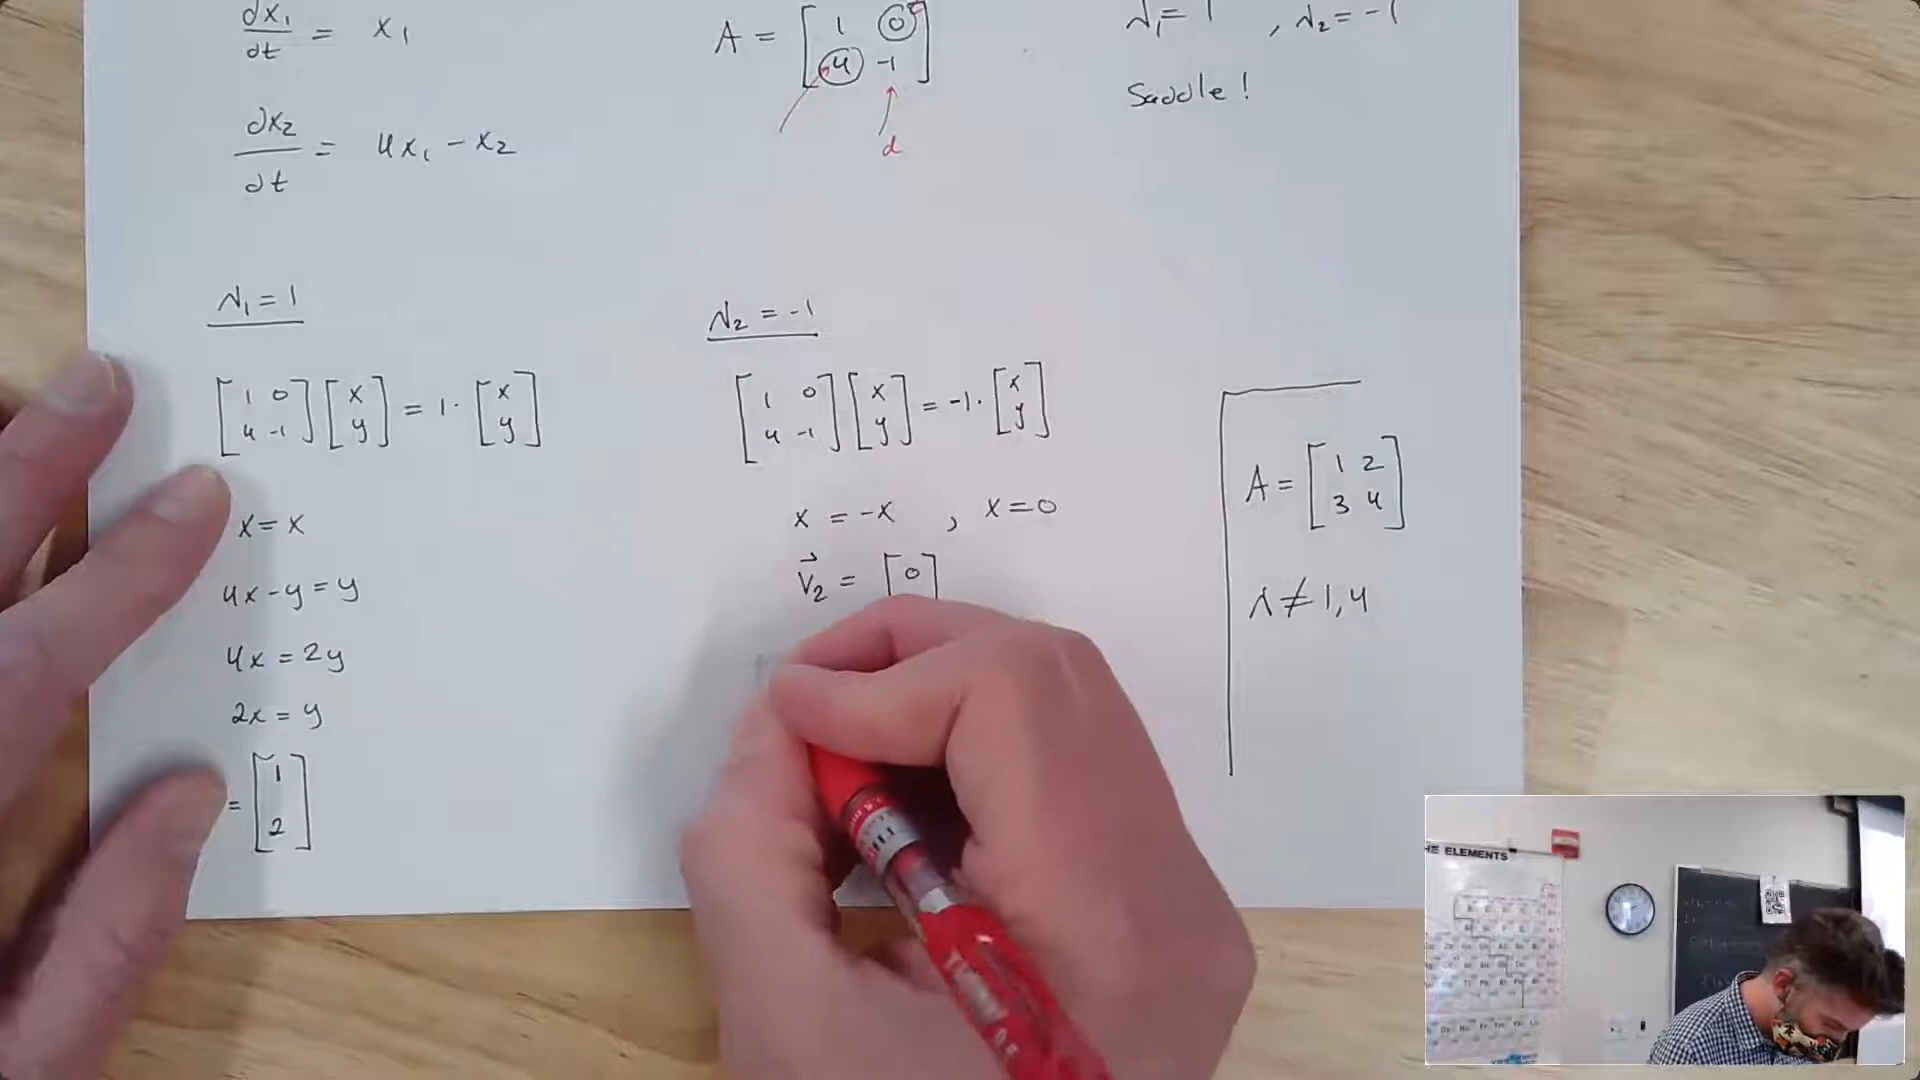 dx₁/dt = x₁
A = [1 0; 4 -1]
c
λ₁ = 1 , λ₂ = -1
Saddle!
dx₂/dt = 4x₁ - x₂
d
λ₁ = 1
λ₂ = -1
[1 0; 4 -1] [x; y] = 1 · [x; y]
[1 0; 4 -1] [x; y] = -1 · [x; y]
A = [1 2; 3 4]
x = x
x = -x , x = 0
4x - y = y
v⃗₂ = [0
λ ≠ 1, 4
4x = 2y
2x = y
= [1; 2]
THE ELEMENTS